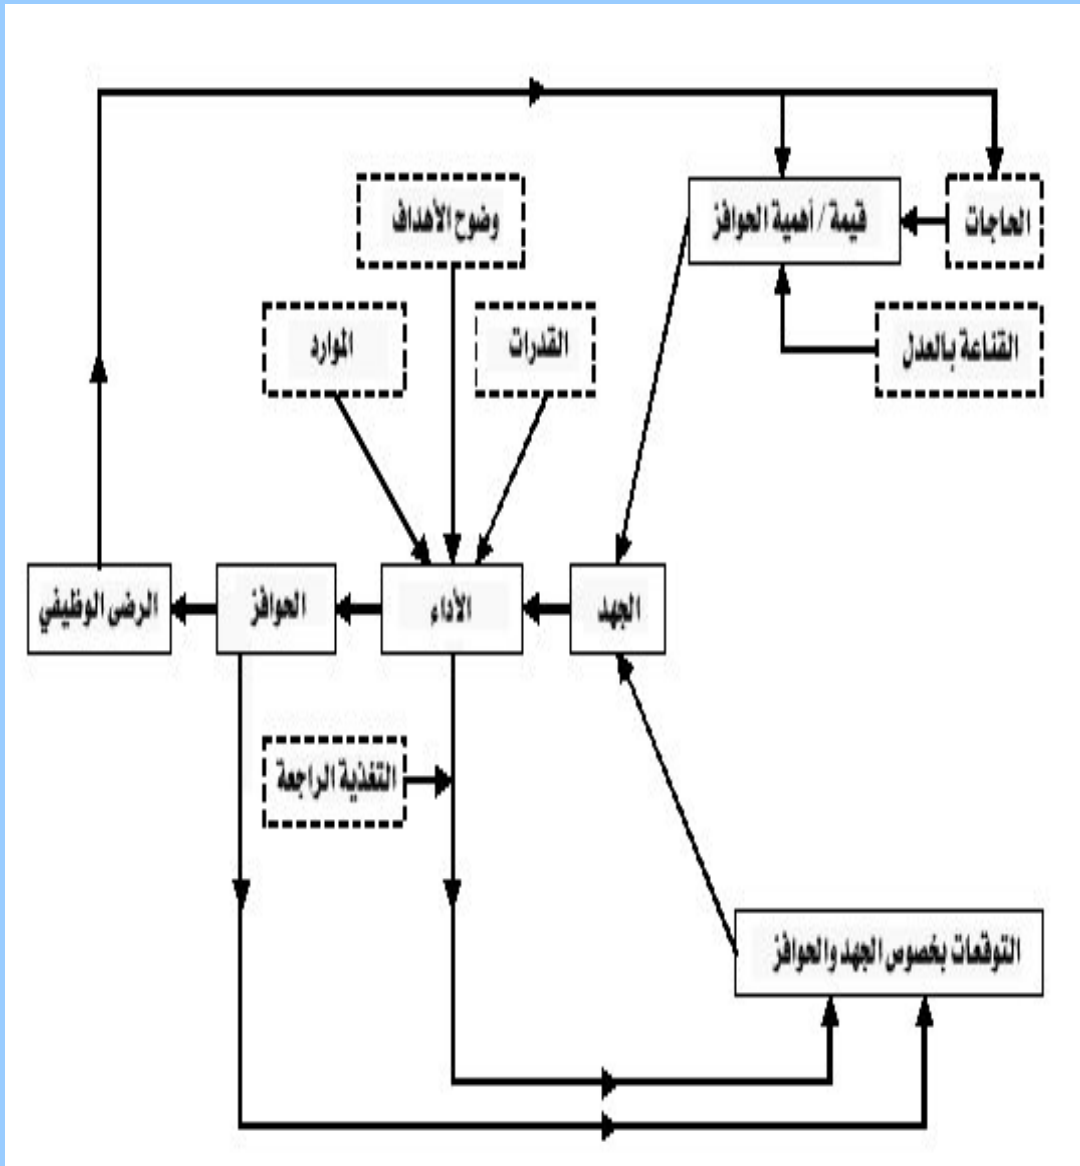 قيمة / أهمية الحوافز
الحاجات
وضوح الأهداف
القناعة بالعدل
القدرات
الموارد
الجهد
الأداء
الحوافز
الرضى الوظيفي
التغذية الراجعة
التوقعات بخصوص الجهد والحوافز